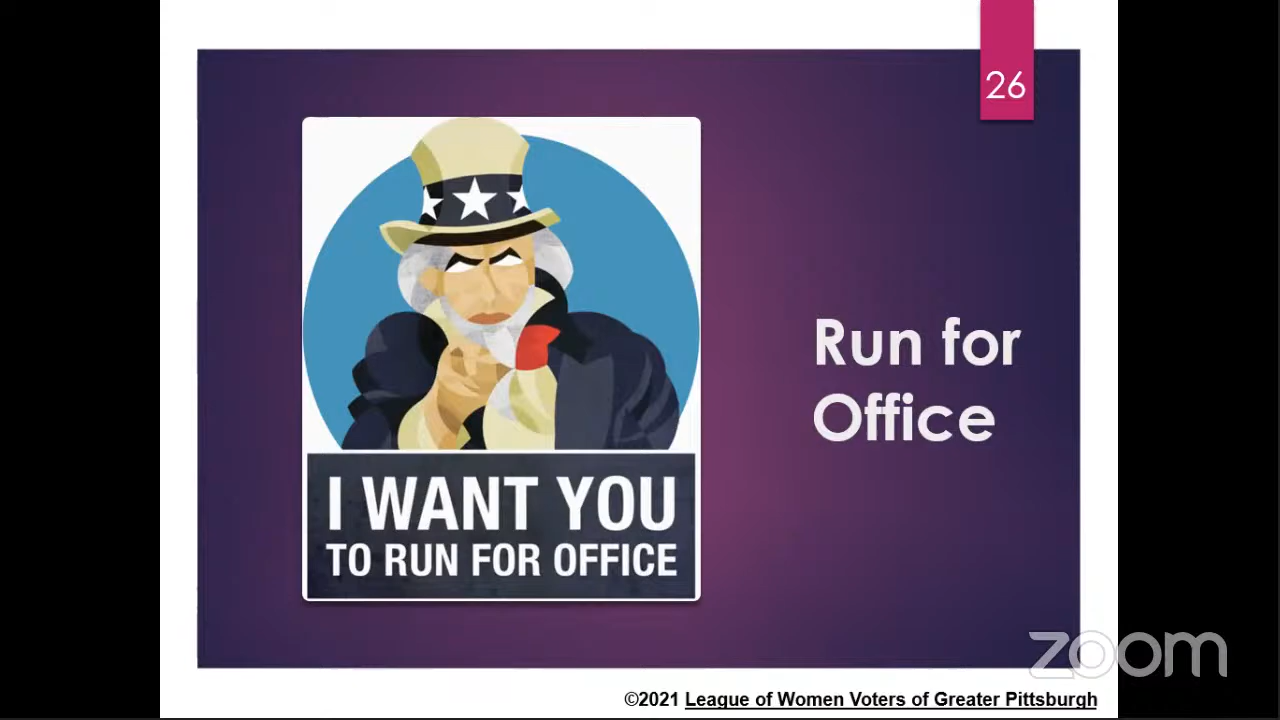 26
I WANT YOU
TO RUN FOR OFFICE
Run for
Office
zoom
©2021 League of Women Voters of Greater Pittsburgh